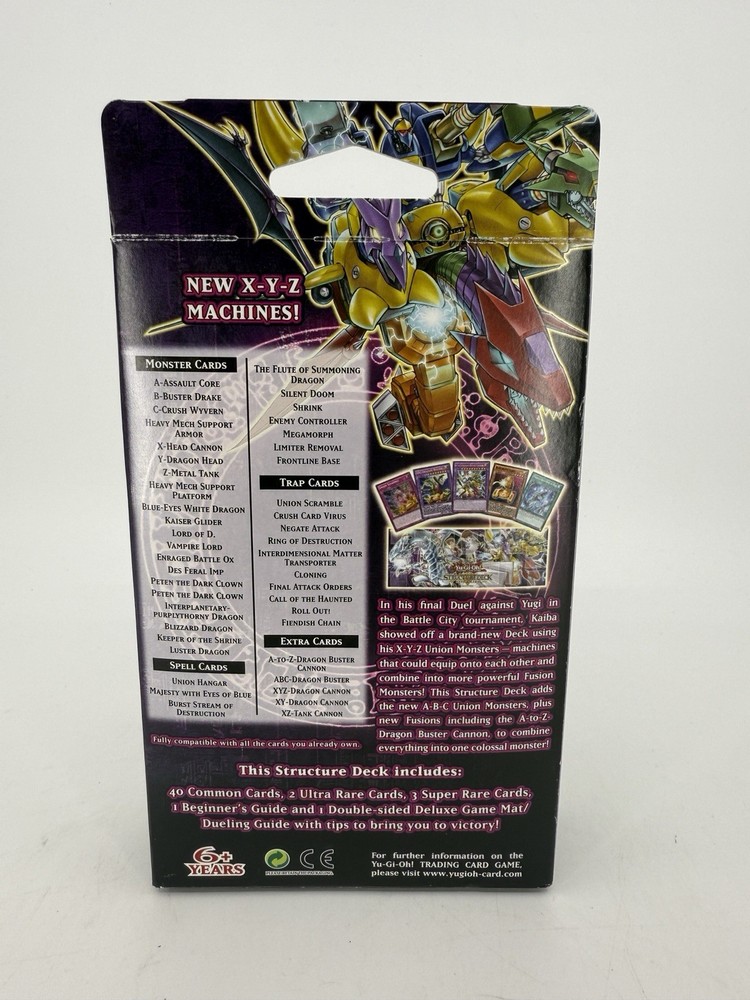 NEW X-Y-Z
MACHINES!
MONSTER CARDS
A-ASSAULT CORE
B-BUSTER DRAKE
C-CRUSH WYVERN
HEAVY MECH SUPPORT
ARMOR
X-HEAD CANNON
Y-DRAGON HEAD
Z-METAL TANK
HEAVY MECH SUPPORT
PLATFORM
BLUE-EYES WHITE DRAGON
KAISER GLIDER
LORD OF D.
VAMPIRE LORD
ENRAGED BATTLE OX
DES FERAL IMP
PETEN THE DARK CLOWN
PETEN THE DARK CLOWN
INTERPLANETARY-
PURPLYTHORNY DRAGON
BLIZZARD DRAGON
KEEPER OF THE SHRINE
LUSTER DRAGON
SPELL CARDS
UNION HANGAR
MAJESTY WITH EYES OF BLUE
BURST STREAM OF
DESTRUCTION
THE FLUTE OF SUMMONING
DRAGON
SILENT DOOM
SHRINK
ENEMY CONTROLLER
MEGAMORPH
LIMITER REMOVAL
FRONTLINE BASE
TRAP CARDS
UNION SCRAMBLE
CRUSH CARD VIRUS
NEGATE ATTACK
RING OF DESTRUCTION
INTERDIMENSIONAL MATTER
TRANSPORTER
CLONING
FINAL ATTACK ORDERS
CALL OF THE HAUNTED
ROLL OUT!
FIENDISH CHAIN
EXTRA CARDS
A-TO-Z-DRAGON BUSTER
CANNON
ABC-DRAGON BUSTER
XYZ-DRAGON CANNON
XY-DRAGON CANNON
XZ-TANK CANNON
YU-GI-OH!
In his final Duel against Yugi in
the Battle City tournament, Kaiba
showed off a brand-new Deck using
his X-Y-Z Union Monsters — machines
that could equip onto each other and
combine into more powerful Fusion
Monsters! This Structure Deck adds
the new A-B-C Union Monsters, plus
new Fusions including the A-to-Z-
Dragon Buster Cannon, to combine
everything into one colossal monster!
Fully compatible with all the cards you already own.
This Structure Deck includes:
40 Common Cards, 2 Ultra Rare Cards, 3 Super Rare Cards,
1 Beginner's Guide and 1 Double-sided Deluxe Game Mat/
Dueling Guide with tips to bring you to victory!
6+
YEARS
CE
For further information on the
Yu-Gi-Oh! TRADING CARD GAME,
please visit www.yugioh-card.com